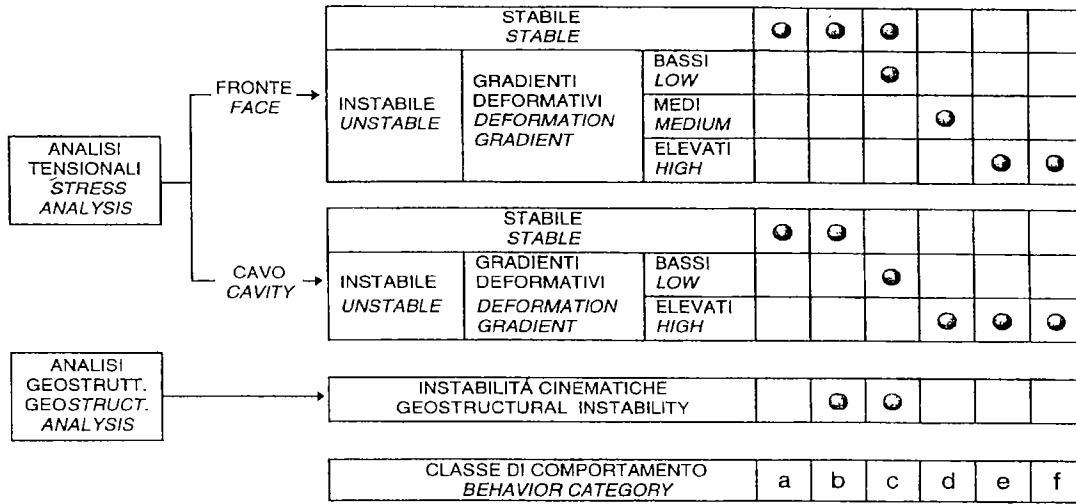 STABILE
STABLE
FRONTE
FACE
INSTABILE
UNSTABLE
GRADIENTI
DEFORMATIVI
DEFORMATION
GRADIENT
BASSI
LOW
MEDI
MEDIUM
ELEVATI
HIGH
ANALISI
TENSIONALI
STRESS
ANALYSIS
STABILE
STABLE
CAVO
CAVITY
INSTABILE
UNSTABLE
GRADIENTI
DEFORMATIVI
DEFORMATION
GRADIENT
BASSI
LOW
ELEVATI
HIGH
ANALISI
GEOSTRUTT.
GEOSTRUCT.
ANALYSIS
INSTABILITÁ CINEMATICHE
GEOSTRUCTURAL INSTABILITY
CLASSE DI COMPORTAMENTO
BEHAVIOR CATEGORY
a b c d e f